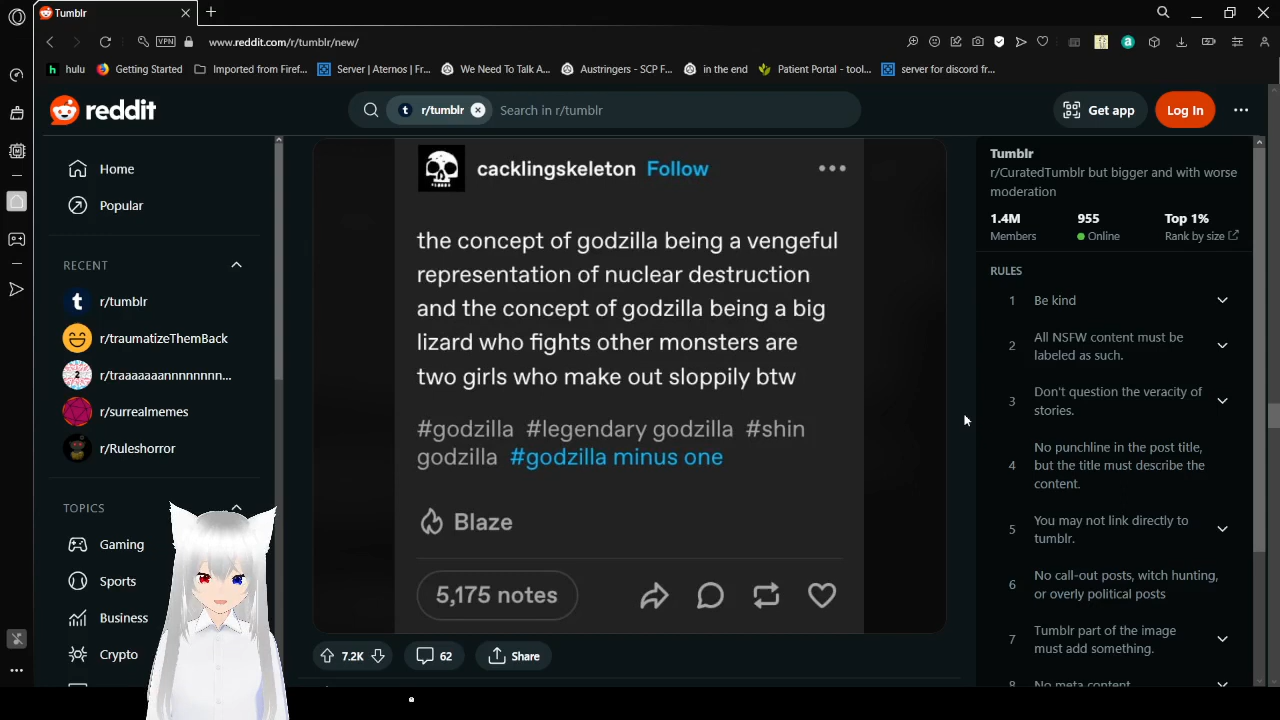 Tumblr
VPN
www.reddit.com/r/tumblr/new/
hulu
Getting Started
Imported from Firef...
Server | Aternos | Fr...
We Need To Talk A...
Austringers - SCP F...
in the end
Patient Portal - tool...
server for discord fr...
reddit
r/tumblr
Search in r/tumblr
Get app
Log In
Home
Popular
RECENT
r/tumblr
r/traumatizeThemBack
r/traaaaaaannnnnnnn...
r/surrealmemes
r/Ruleshorror
TOPICS
Gaming
Sports
Business
Crypto
cacklingskeleton Follow
the concept of godzilla being a vengeful
representation of nuclear destruction
and the concept of godzilla being a big
lizard who fights other monsters are
two girls who make out sloppily btw
#godzilla #legendary godzilla #shin
godzilla #godzilla minus one
Blaze
5,175 notes
7.2K
62
Share
Tumblr
r/CuratedTumblr but bigger and with worse
moderation
1.4M 955 Top 1%
Members Online Rank by size
RULES
1 Be kind
2 All NSFW content must be
labeled as such.
3 Don't question the veracity of
stories.
4 No punchline in the post title,
but the title must describe the
content.
5 You may not link directly to
tumblr.
6 No call-out posts, witch hunting,
or overly political posts
7 Tumblr part of the image
must add something.
8 No meta content